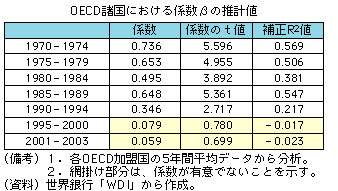 OECD諸国における係数βの推計値
係数 係数のt値 補正R2値
1970-1974 0.736 5.596 0.569
1975-1979 0.653 4.955 0.506
1980-1984 0.495 3.892 0.381
1985-1989 0.648 5.361 0.547
1990-1994 0.346 2.717 0.217
1995-2000 0.079 0.780 -0.017
2001-2003 0.059 0.699 -0.023
(備考) 1. 各OECD加盟国の5年間平均データから分析。
2. 網掛け部分は、係数が有意でないことを示す。
(資料) 世界銀行「WDI」から作成。